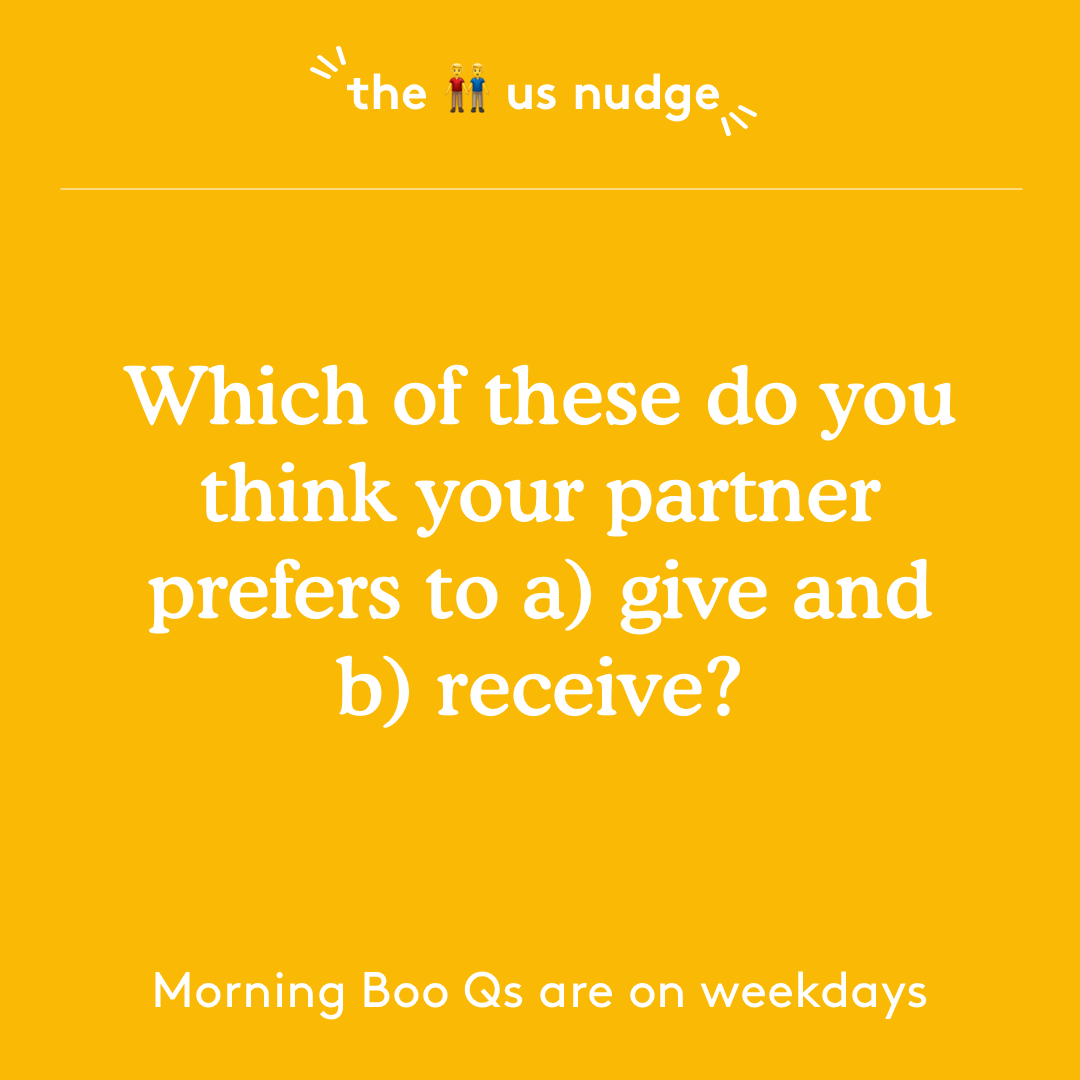 the 👬 us nudge
Which of these do you
think your partner
prefers to a) give and
b) receive?
Morning Boo Qs are on weekdays